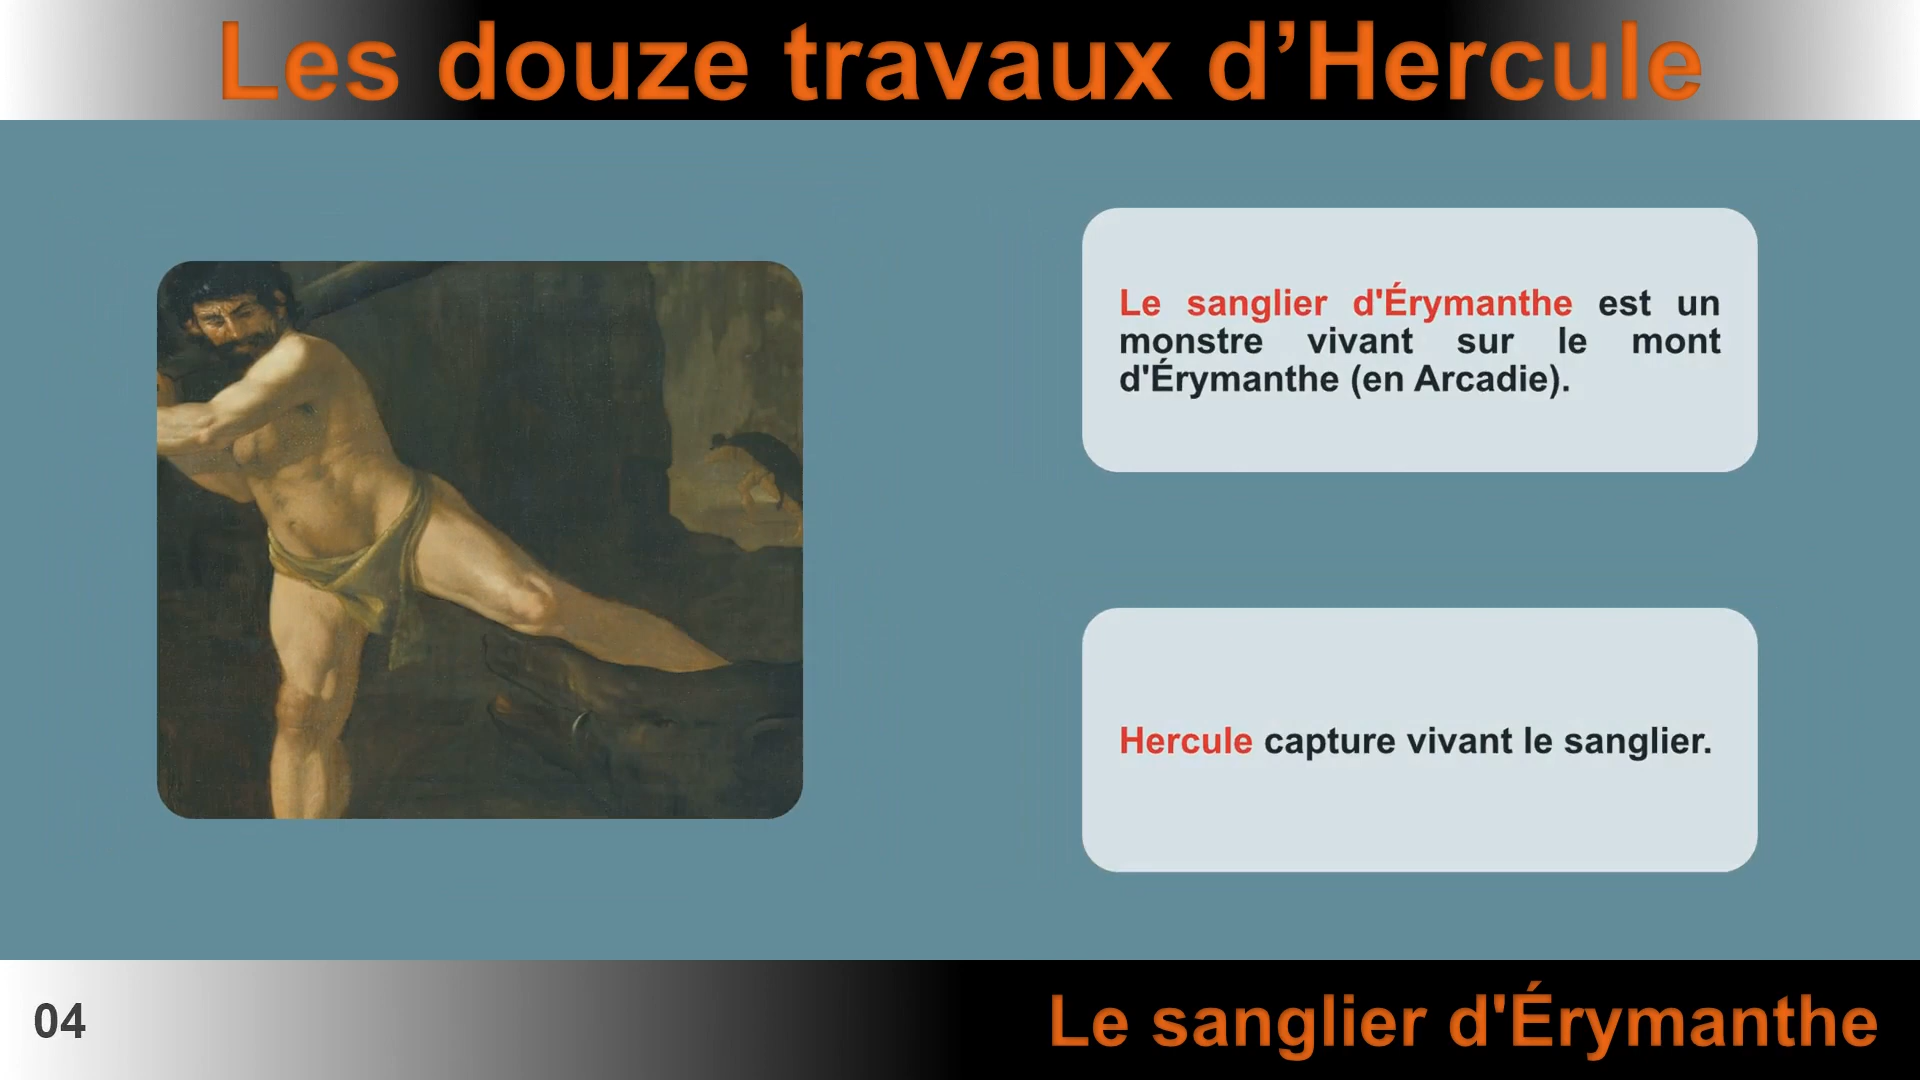 Les douze travaux d’Hercule
Le sanglier d'Érymanthe est un
monstre vivant sur le mont
d'Érymanthe (en Arcadie).
Hercule capture vivant le sanglier.
04
Le sanglier d'Érymanthe